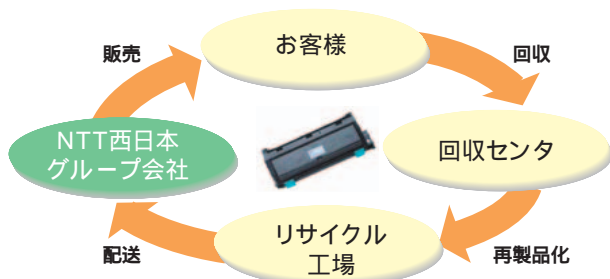 販売
お客様
回収
NTT西日本
グループ会社
回収センタ
リサイクル
工場
配送
再製品化